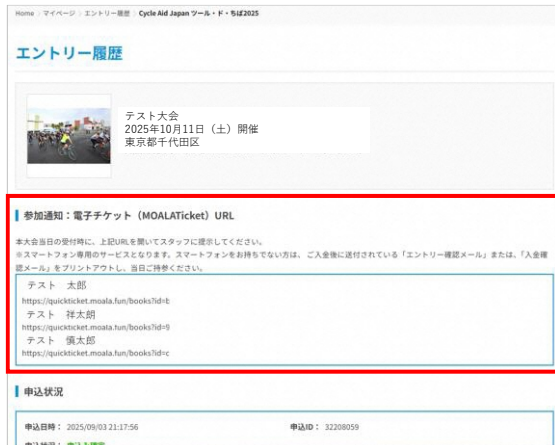 Home > マイページ > エントリー履歴 > Cycle Aid Japan ツール・ド・ちば2025
エントリー履歴
テスト大会
2025年10月11日（土）開催
東京都千代田区
参加通知：電子チケット（MOALATicket）URL
本大会当日の受付時に、上記URLを開いてスタッフに提示してください。
※スマートフォン専用のサービスとなります。スマートフォンをお持ちでない方は、ご入金後に送付されている「エントリー確認メール」または、「入金確
認メール」をプリントアウトし、当日ご持参ください。
テスト　太郎
https://quickticket.moala.fun/books?id=
テスト　祥太朗
https://quickticket.moala.fun/books?id=9
テスト　慎太郎
https://quickticket.moala.fun/books?id=c
申込状況
申込日時： 2025/09/03 21:17:56
申込ID： 32208059